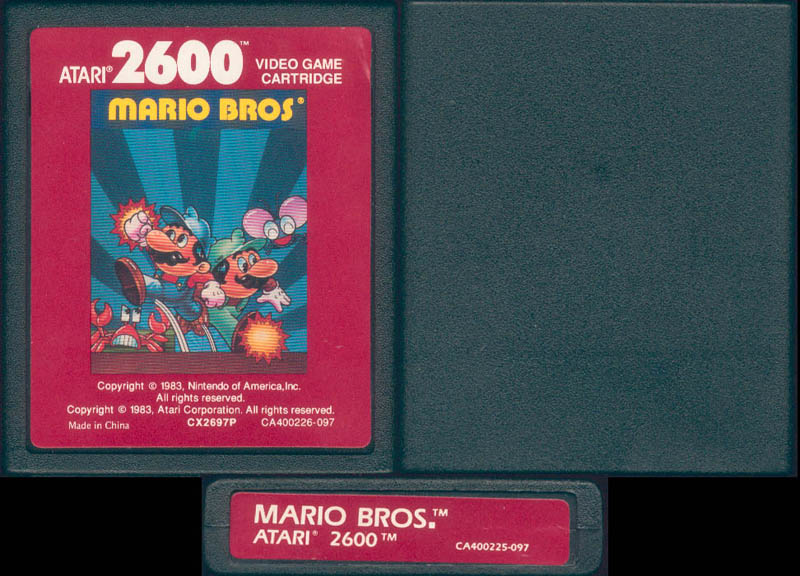 ATARI® 2600™ VIDEO GAME
CARTRIDGE
MARIO BROS®
Copyright © 1983, Nintendo of America,Inc.
All rights reserved.
Copyright © 1983, Atari Corporation. All rights reserved.
Made in China CX2697P CA400226-097
MARIO BROS.™
ATARI® 2600™ CA400225-097